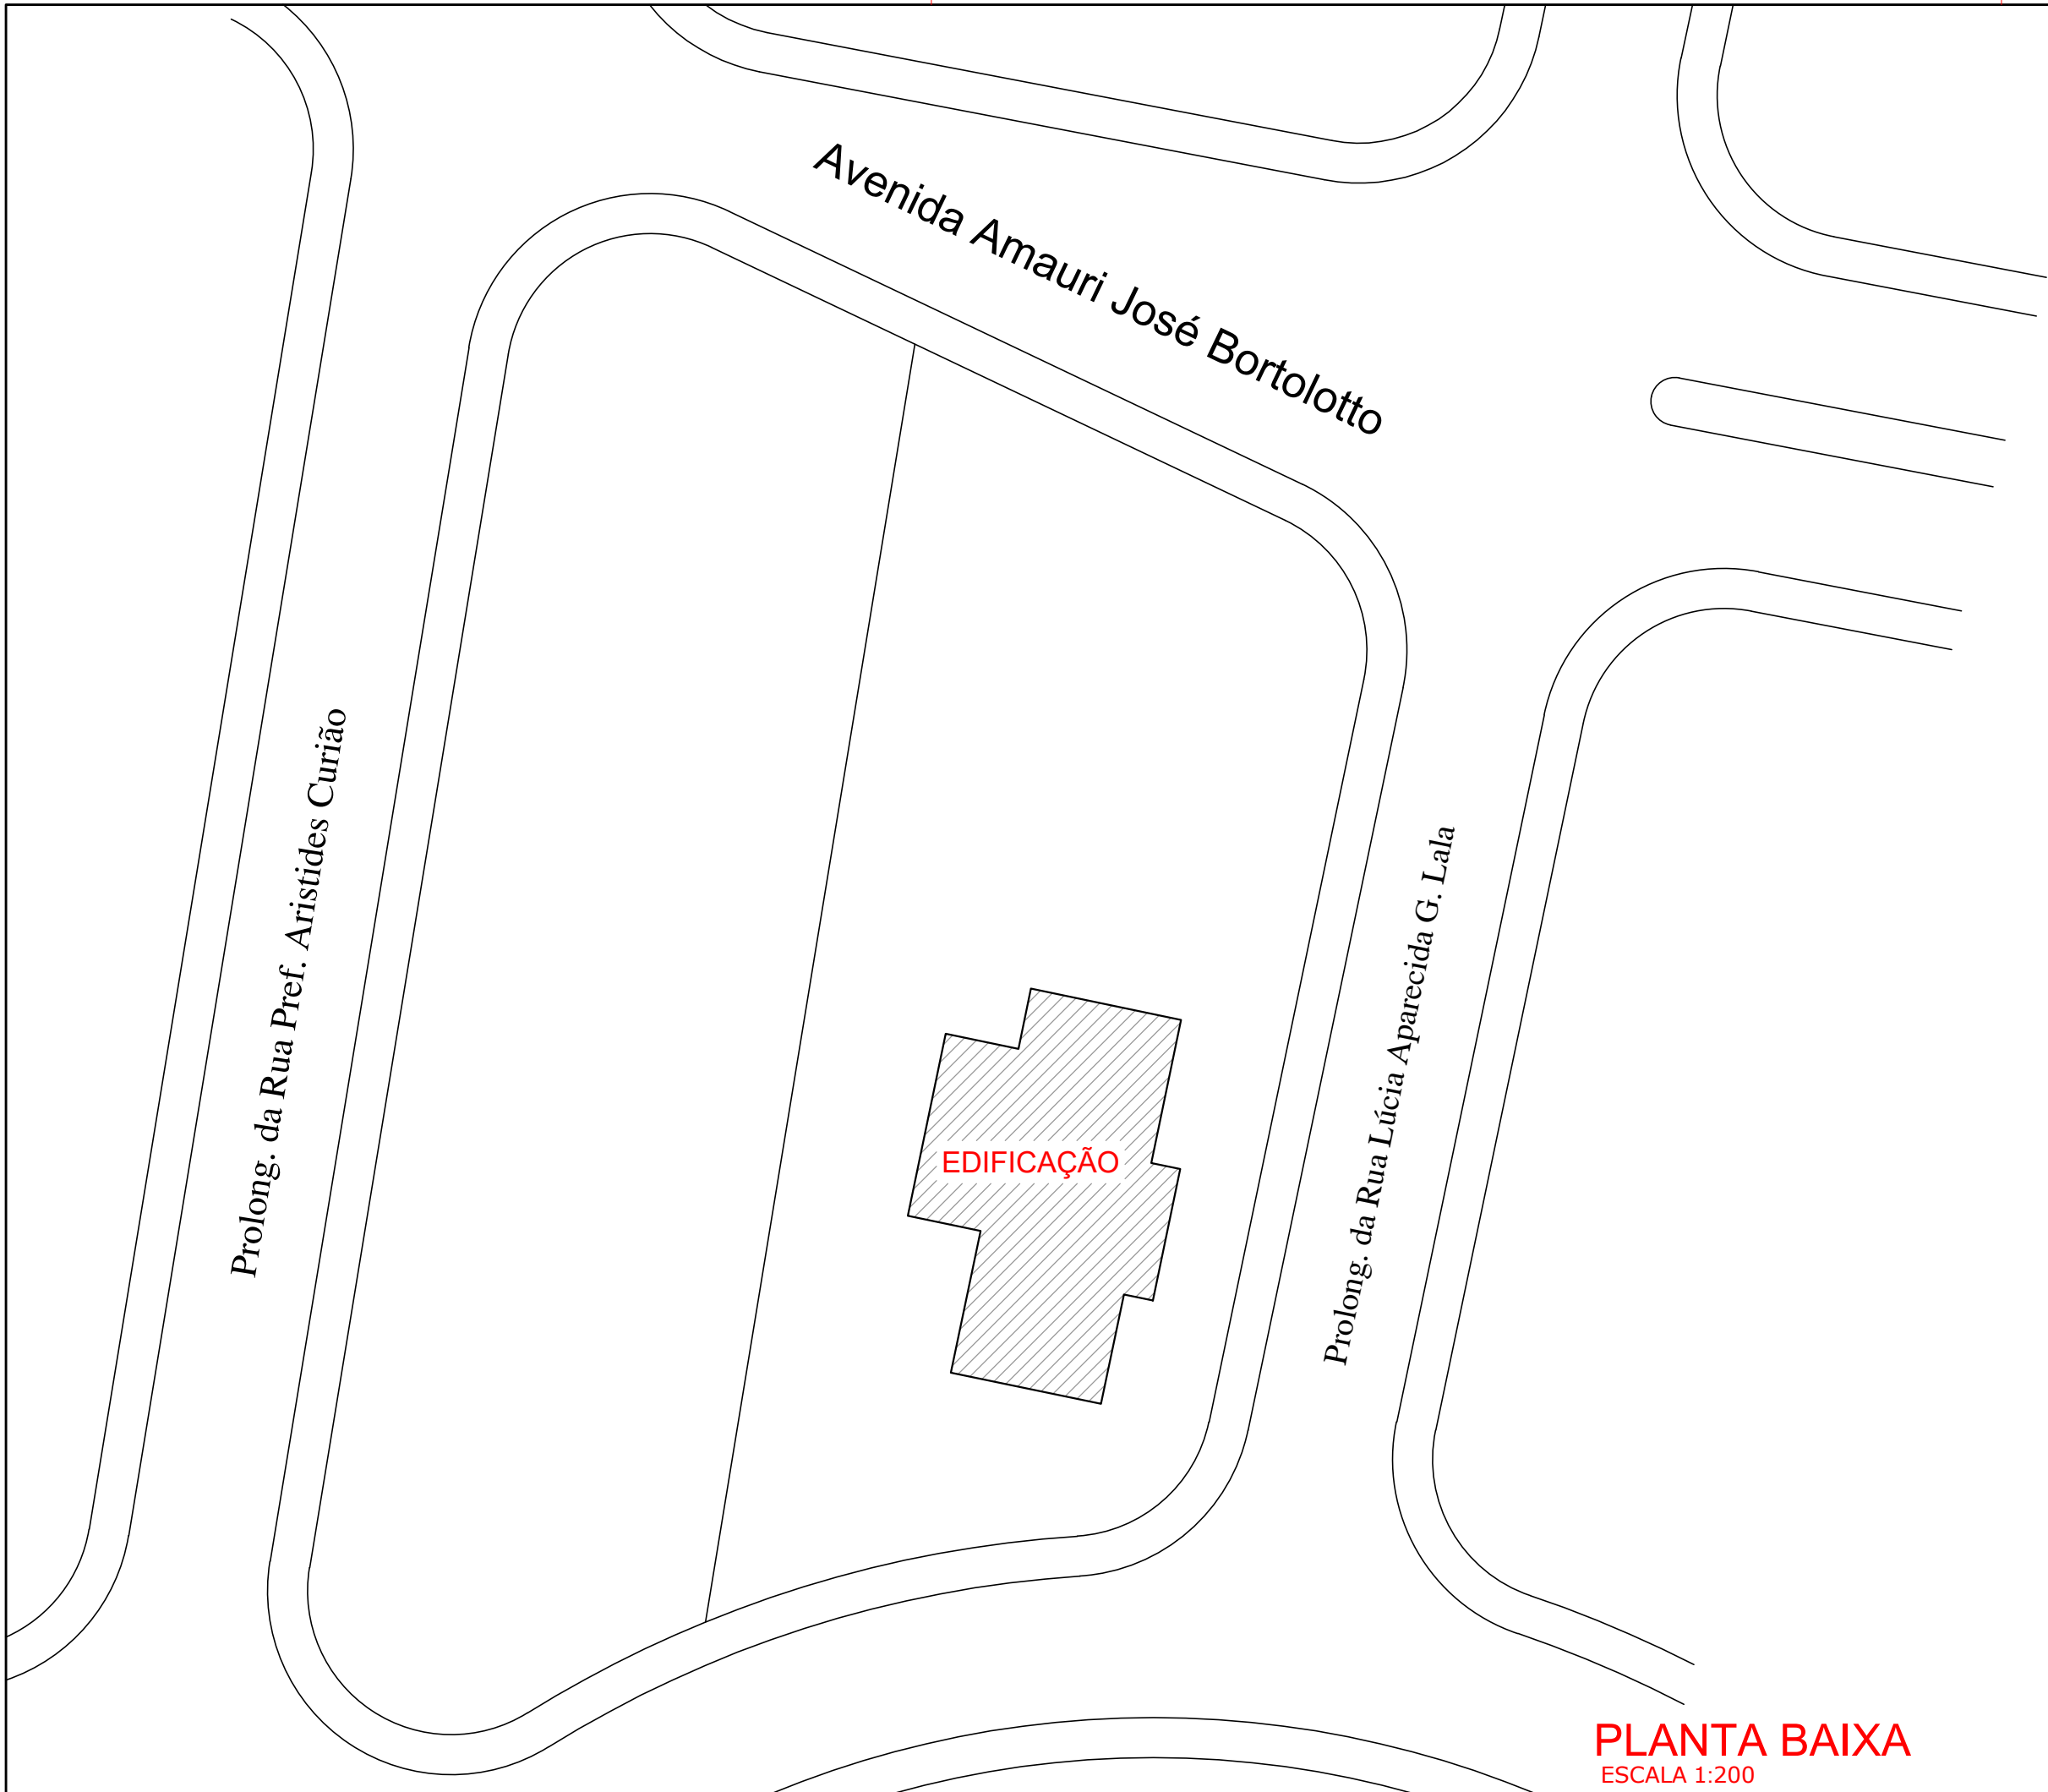 Avenida Amauri José Bortolotto
Prolong. da Rua Pref. Aristides Curião
Prolong. da Rua Lúcia Aparecida G. Lala
EDIFICAÇÃO
PLANTA BAIXA
ESCALA 1:200